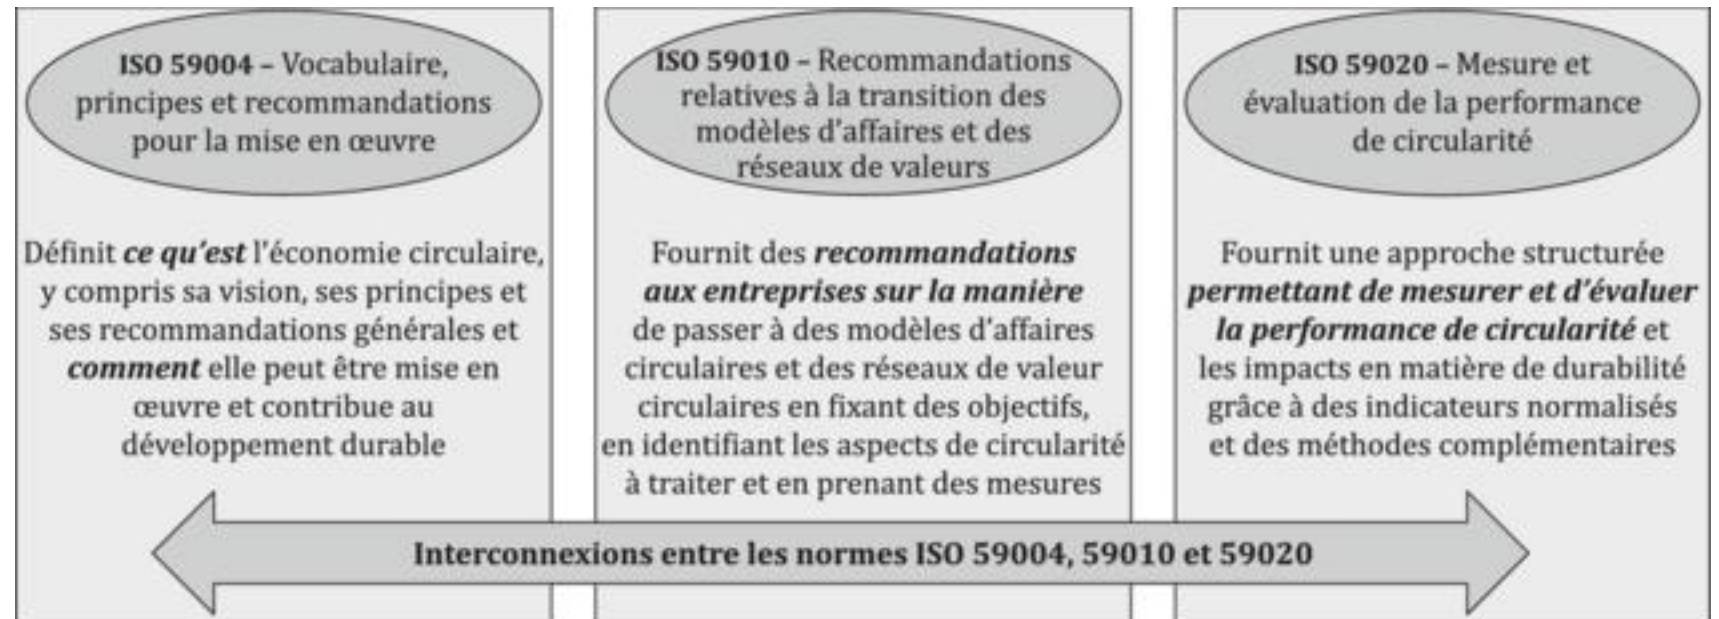 ISO 59004 – Vocabulaire,
principes et recommandations
pour la mise en œuvre
Définit ce qu'est l'économie circulaire,
y compris sa vision, ses principes et
ses recommandations générales et
comment elle peut être mise en
œuvre et contribue au
développement durable
ISO 59010 – Recommandations
relatives à la transition des
modèles d'affaires et des
réseaux de valeurs
Fournit des recommandations
aux entreprises sur la manière
de passer à des modèles d'affaires
circulaires et des réseaux de valeur
circulaires en fixant des objectifs,
en identifiant les aspects de circularité
à traiter et en prenant des mesures
ISO 59020 – Mesure et
évaluation de la performance
de circularité
Fournit une approche structurée
permettant de mesurer et d'évaluer
la performance de circularité et
les impacts en matière de durabilité
grâce à des indicateurs normalisés
et des méthodes complémentaires
Interconnexions entre les normes ISO 59004, 59010 et 59020